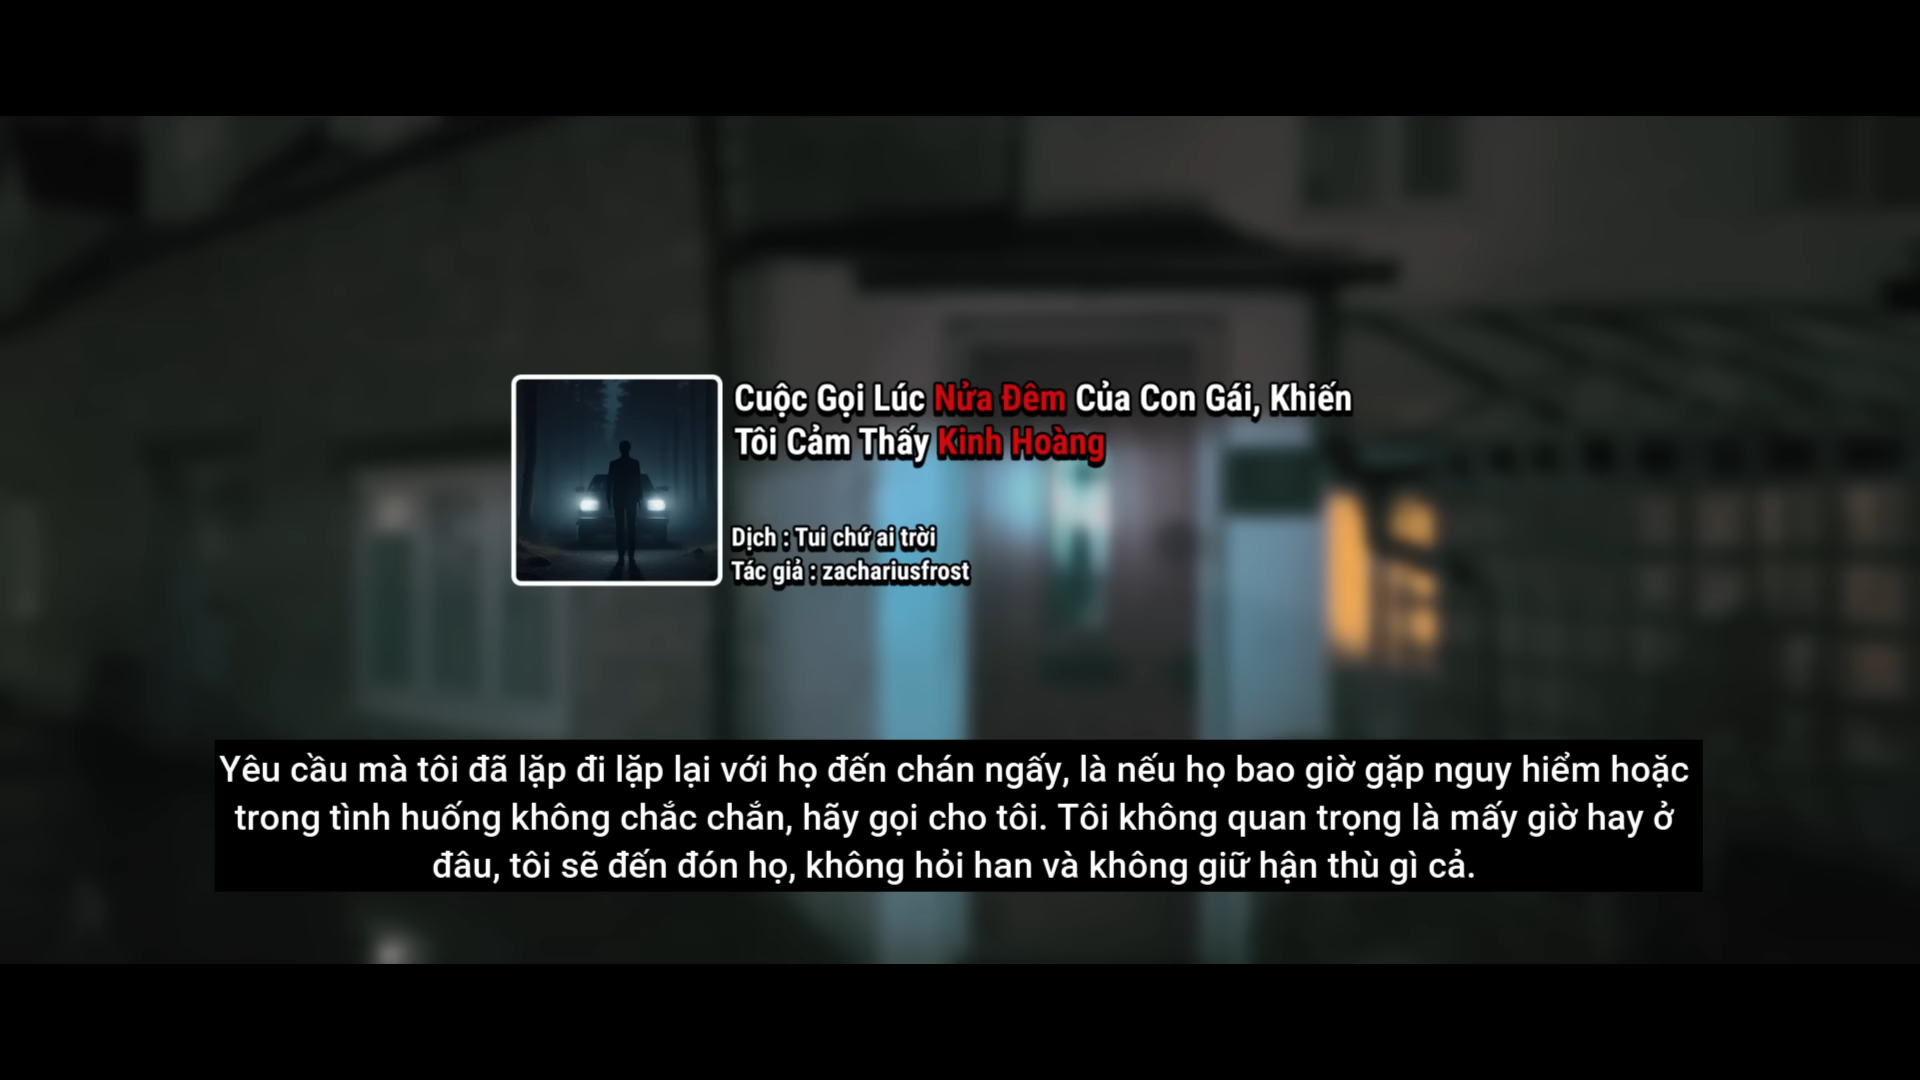 Cuộc Gọi Lúc Nửa Đêm Của Con Gái, Khiến
Tôi Cảm Thấy Kinh Hoàng
Dịch : Tui chứ ai trời
Tác giả : zachariusfrost
Yêu cầu mà tôi đã lặp đi lặp lại với họ đến chán ngấy, là nếu họ bao giờ gặp nguy hiểm hoặc
trong tình huống không chắc chắn, hãy gọi cho tôi. Tôi không quan trọng là mấy giờ hay ở
đâu, tôi sẽ đến đón họ, không hỏi han và không giữ hận thù gì cả.